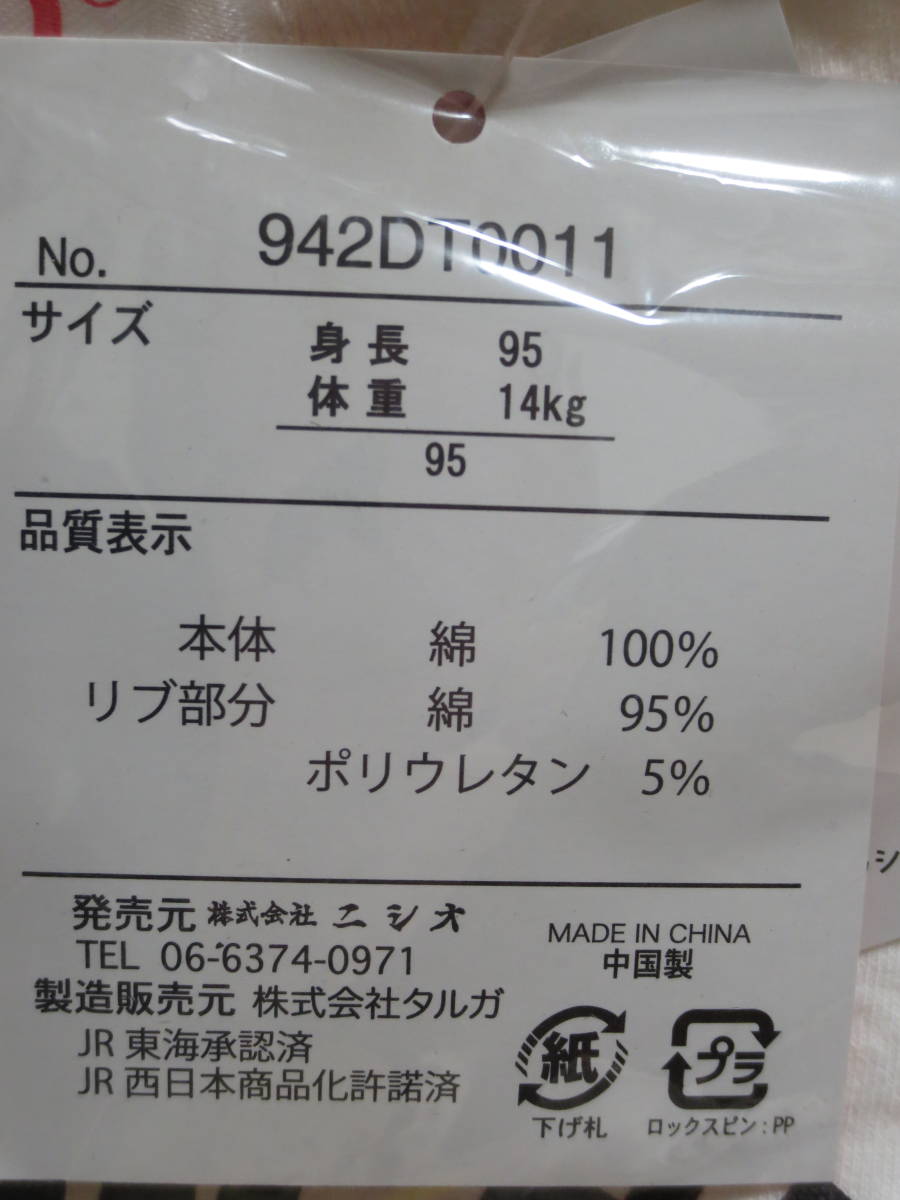 No. 942DT0011
サイズ
身長 95
体重 14kg
95
品質表示
本体 綿 100%
リブ部分 綿 95%
ポリウレタン 5%
発売元 株式会社 ニシオ
TEL 06-6374-0971
製造販売元 株式会社タルガ
JR 東海承認済
JR 西日本商品化許諾済
MADE IN CHINA
中国製
紙
下げ札
プラ
ロックスピン:PP